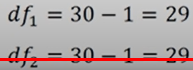 df₁ = 30 − 1 = 29
df₂ = 30 − 1 = 29